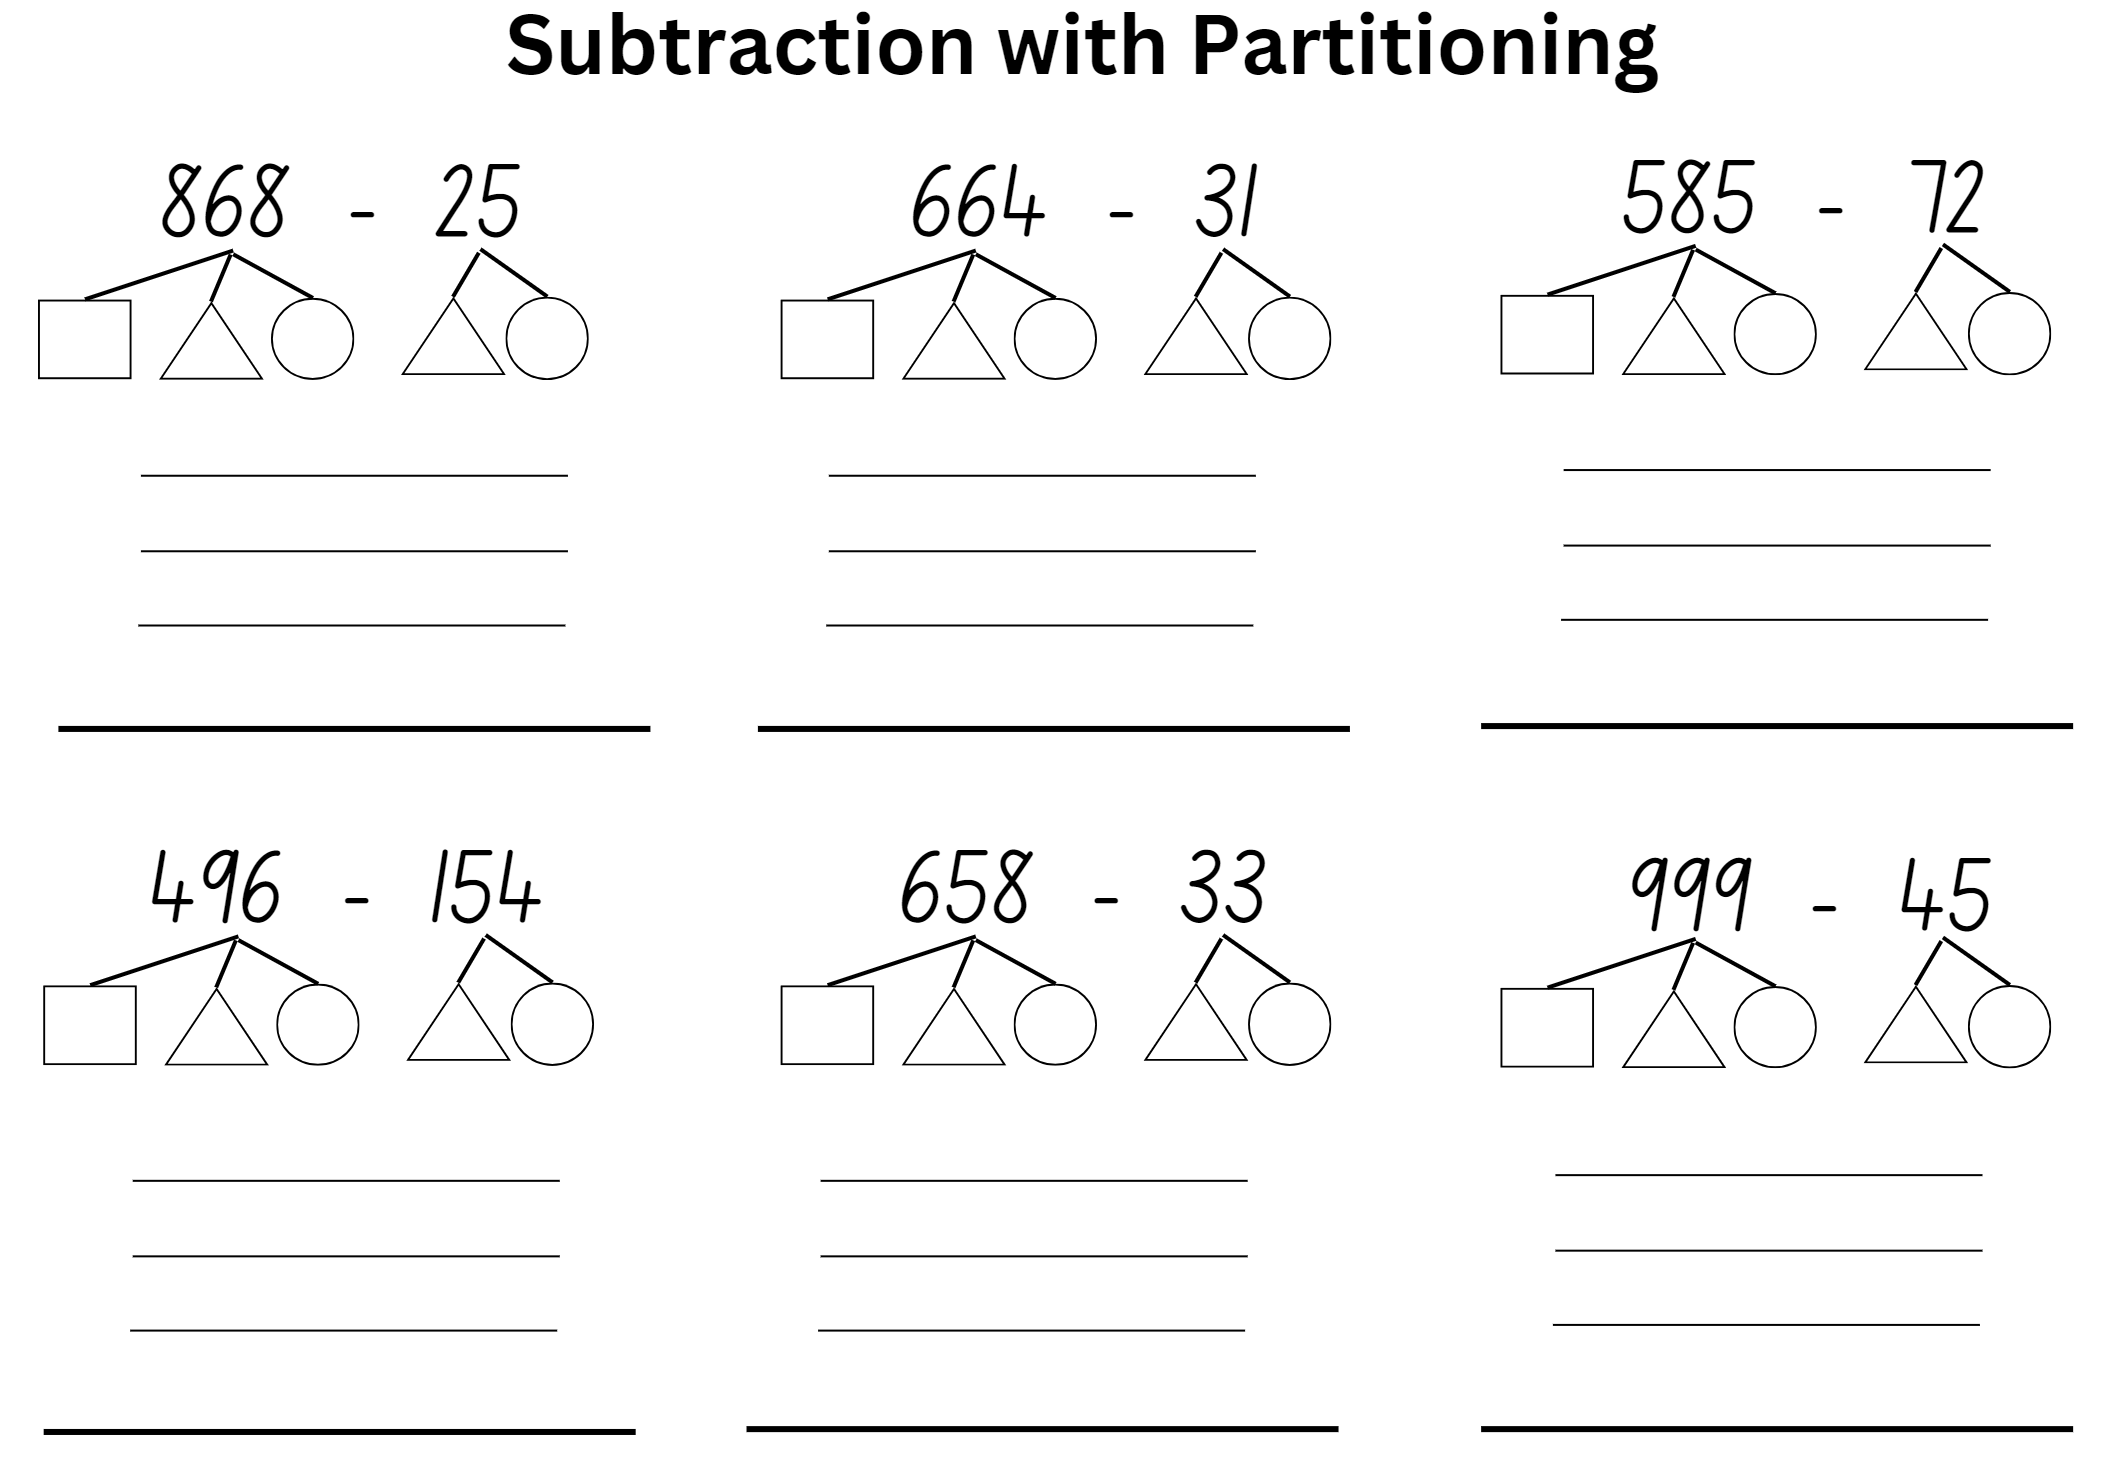 Subtraction with Partitioning
868 - 25
664 - 31
585 - 72
496 - 154
658 - 33
999 - 45